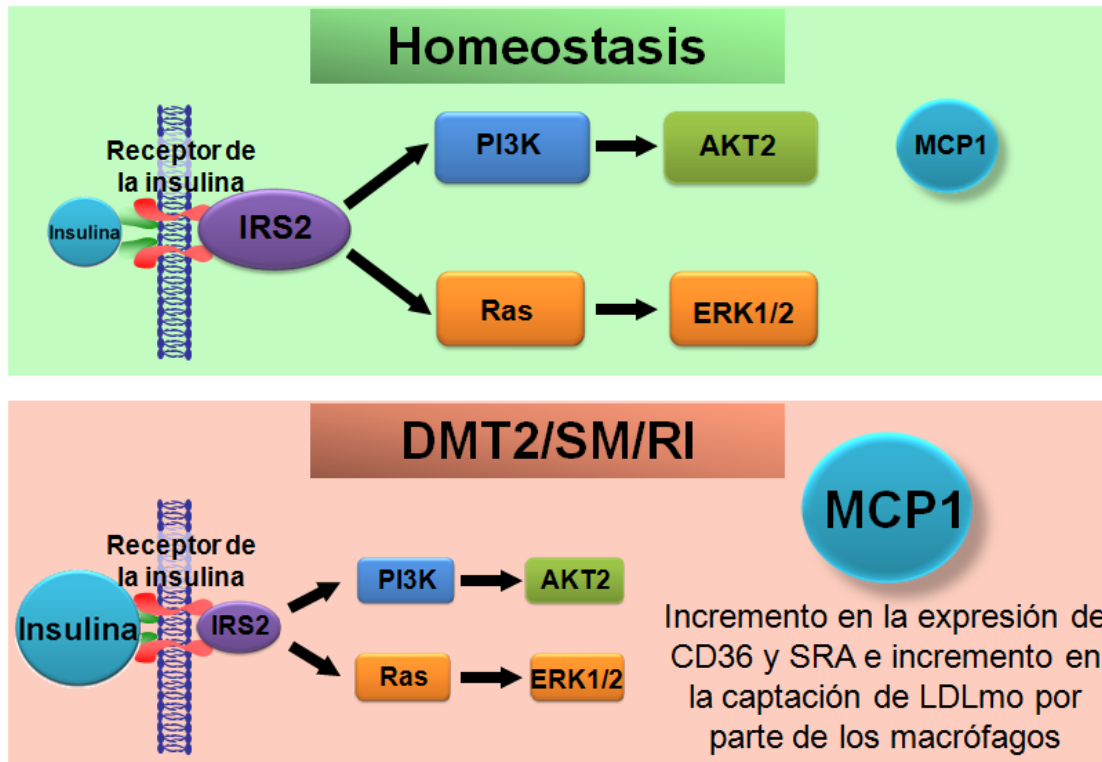 Homeostasis
Receptor de
la insulina
Insulina
IRS2
PI3K
AKT2
MCP1
Ras
ERK1/2
DMT2/SM/RI
Receptor de
la insulina
Insulina
IRS2
PI3K
AKT2
Ras
ERK1/2
MCP1
Incremento en la expresión de
CD36 y SRA e incremento en
la captación de LDLmo por
parte de los macrófagos